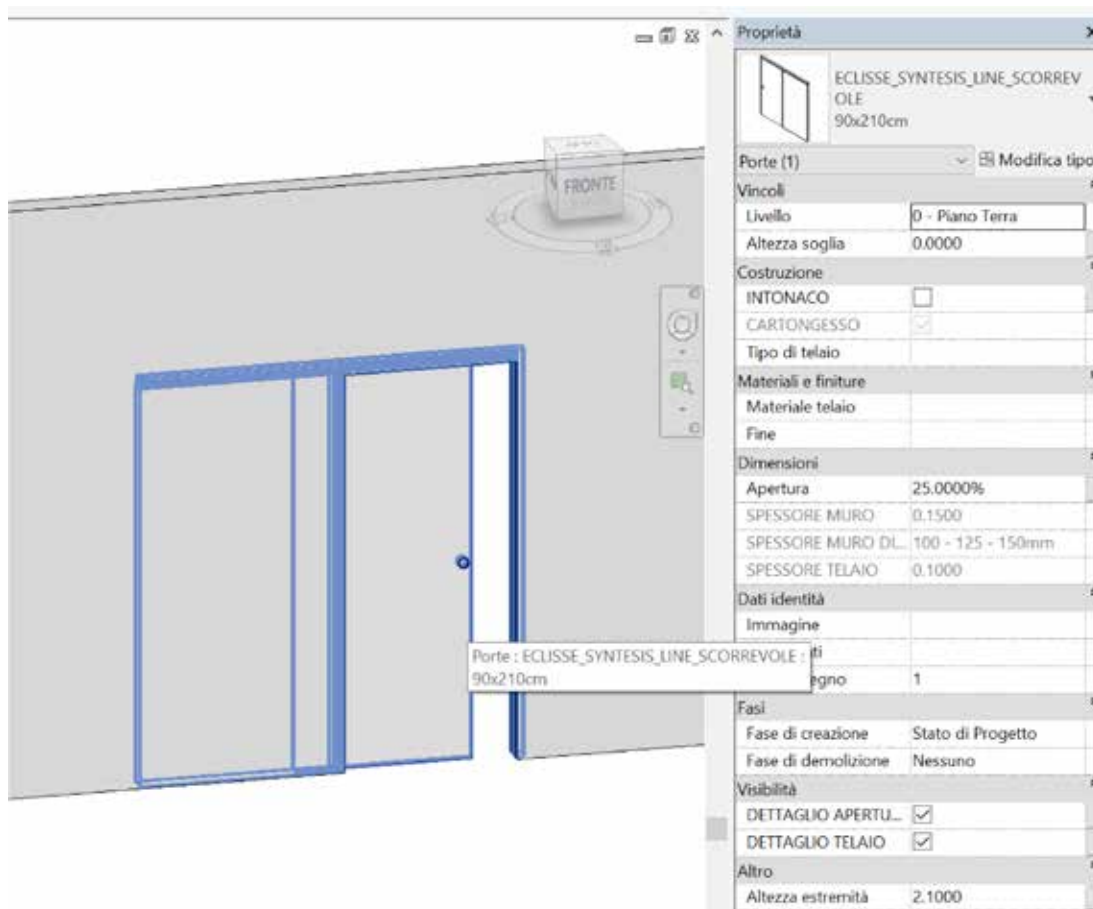 Proprietà
ECLISSE_SYNTESIS_LINE_SCORREV
OLE
90x210cm
Porte (1)
Modifica tipo
Vincoli
Livello 0 - Piano Terra
Altezza soglia 0.0000
Costruzione
INTONACO
CARTONGESSO
Tipo di telaio
Materiali e finiture
Materiale telaio
Fine
Dimensioni
Apertura 25.0000%
SPESSORE MURO 0.1500
SPESSORE MURO DI... 100 - 125 - 150mm
SPESSORE TELAIO 0.1000
Dati identità
Immagine
ti
egno 1
Fasi
Fase di creazione Stato di Progetto
Fase di demolizione Nessuno
Visibilità
DETTAGLIO APERTU...
DETTAGLIO TELAIO
Altro
Altezza estremità 2.1000
FRONTE
Porte : ECLISSE_SYNTESIS_LINE_SCORREVOLE :
90x210cm